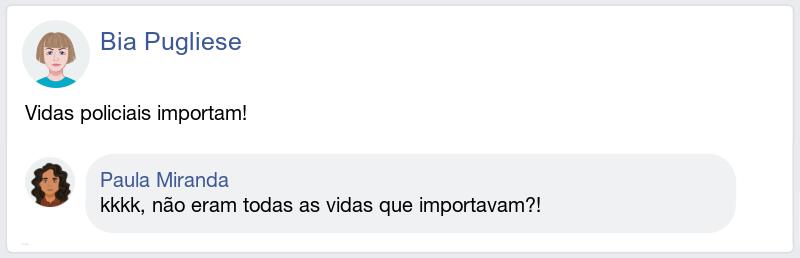 Bia Pugliese
Vidas policiais importam!
Paula Miranda
kkkk, não eram todas as vidas que importavam?!